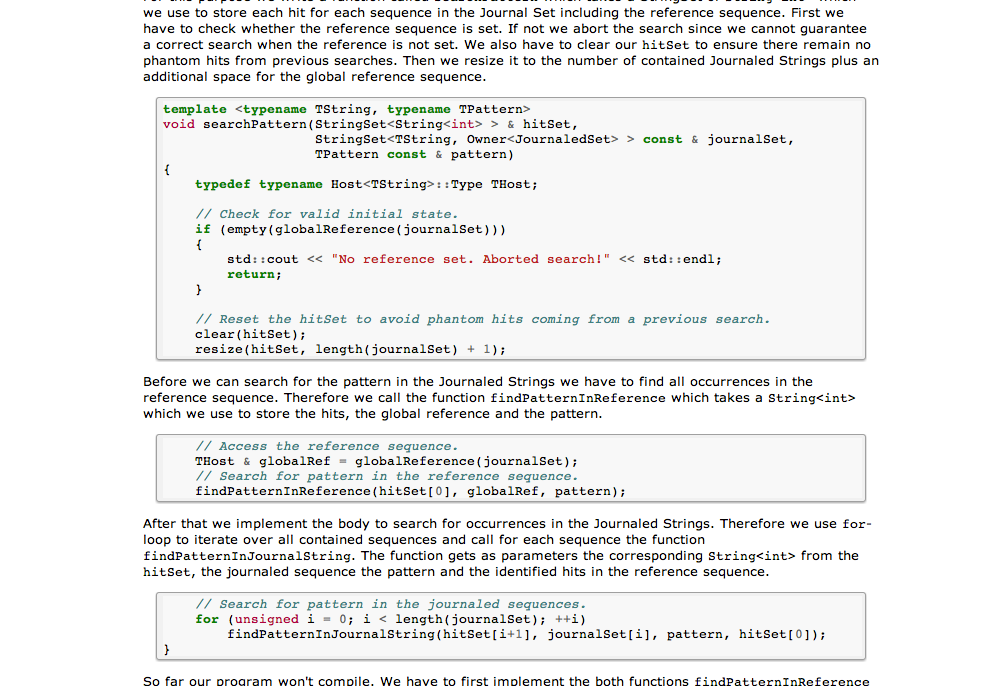 we use to store each hit for each sequence in the Journal Set including the reference sequence. First we
have to check whether the reference sequence is set. If not we abort the search since we cannot guarantee
a correct search when the reference is not set. We also have to clear our hitSet to ensure there remain no
phantom hits from previous searches. Then we resize it to the number of contained Journaled Strings plus an
additional space for the global reference sequence.
template <typename TString, typename TPattern>
void searchPattern(StringSet<String<int> > & hitSet,
StringSet<TString, Owner<JournaledSet> > const & journalSet,
TPattern const & pattern)
{
typedef typename Host<TString>::Type THost;
// Check for valid initial state.
if (empty(globalReference(journalSet)))
{
std::cout << "No reference set. Aborted search!" << std::endl;
return;
}
// Reset the hitSet to avoid phantom hits coming from a previous search.
clear(hitSet);
resize(hitSet, length(journalSet) + 1);
Before we can search for the pattern in the Journaled Strings we have to find all occurrences in the
reference sequence. Therefore we call the function findPatternInReference which takes a String<int>
which we use to store the hits, the global reference and the pattern.
// Access the reference sequence.
THost & globalRef = globalReference(journalSet);
// Search for pattern in the reference sequence.
findPatternInReference(hitSet[0], globalRef, pattern);
After that we implement the body to search for occurrences in the Journaled Strings. Therefore we use for-
loop to iterate over all contained sequences and call for each sequence the function
findPatternInJournalString. The function gets as parameters the corresponding String<int> from the
hitSet, the journaled sequence the pattern and the identified hits in the reference sequence.
// Search for pattern in the journaled sequences.
for (unsigned i = 0; i < length(journalSet); ++i)
findPatternInJournalString(hitSet[i+1], journalSet[i], pattern, hitSet[0]);
}
So far our program won't compile. We have to first implement the both functions findPatternInReference